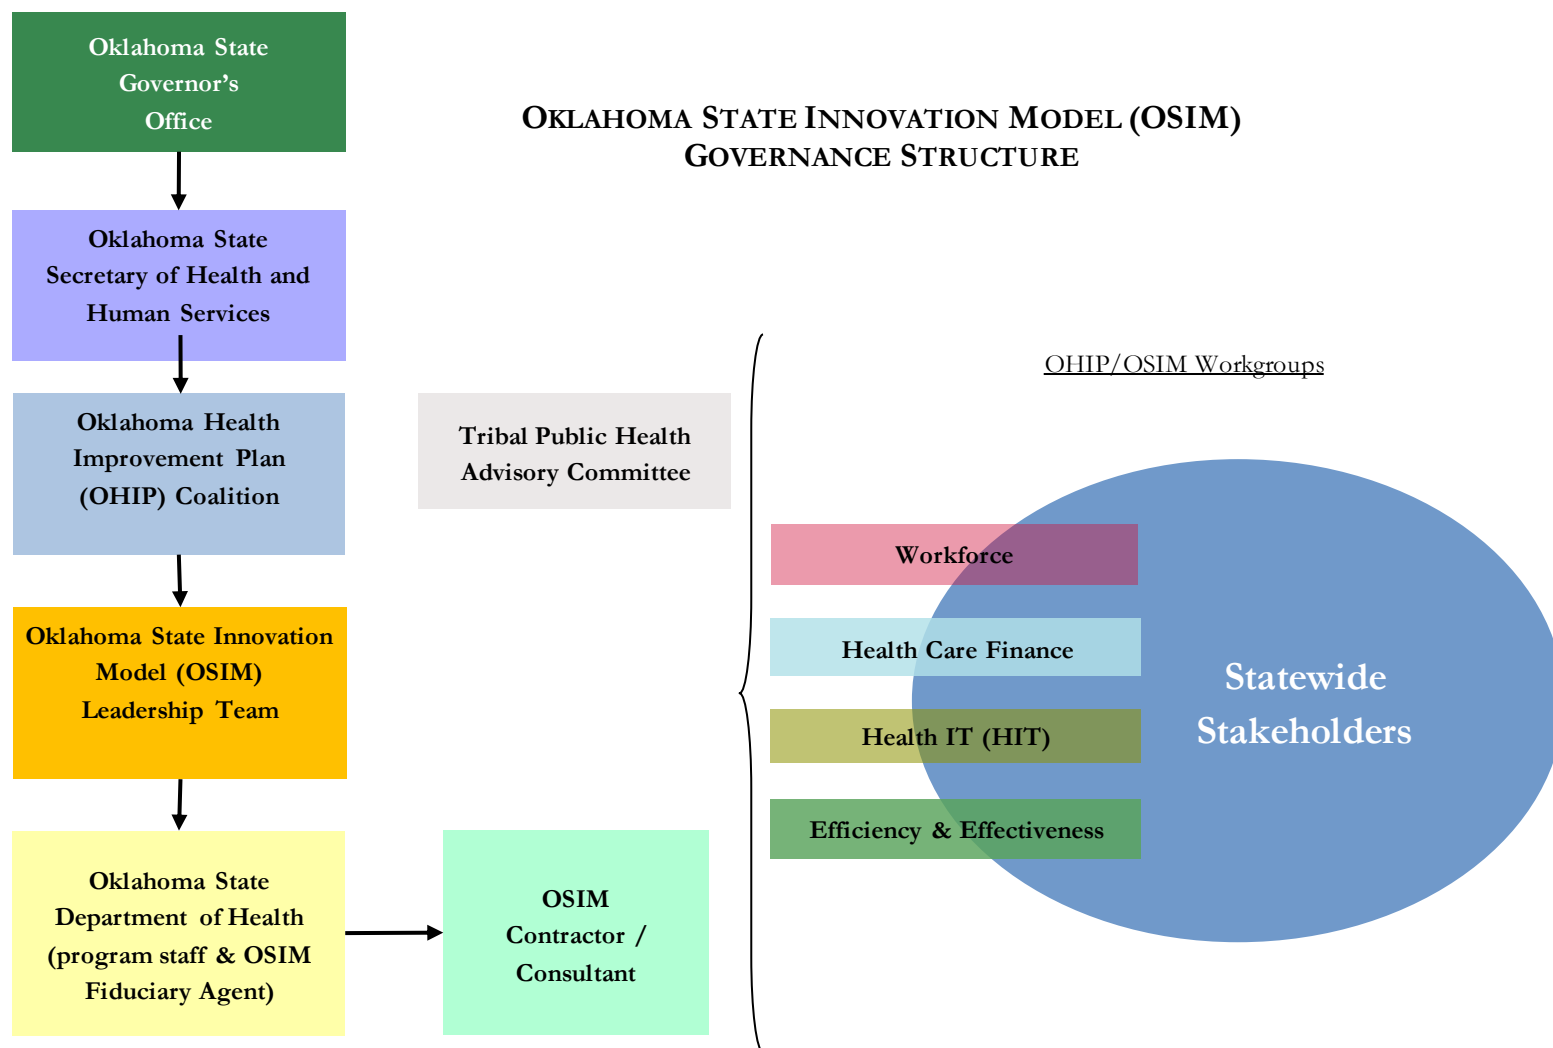 Oklahoma State
Governor's
Office
OKLAHOMA STATE INNOVATION MODEL (OSIM)
GOVERNANCE STRUCTURE
Oklahoma State
Secretary of Health and
Human Services
Oklahoma Health
Improvement Plan
(OHIP) Coalition
Tribal Public Health
Advisory Committee
Oklahoma State Innovation
Model (OSIM)
Leadership Team
Oklahoma State
Department of Health
(program staff & OSIM
Fiduciary Agent)
OSIM
Contractor /
Consultant
OHIP/OSIM Workgroups
Workforce
Health Care Finance
Health IT (HIT)
Efficiency & Effectiveness
Statewide
Stakeholders